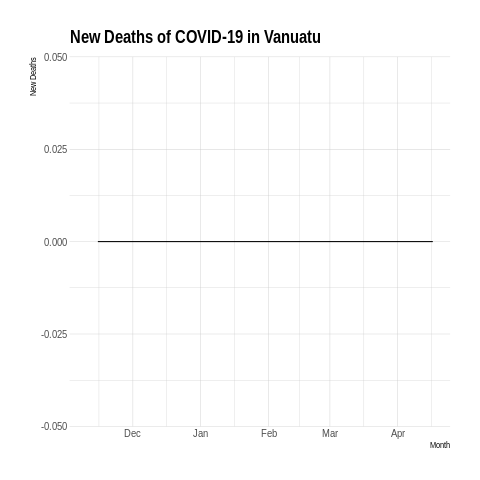 New Deaths of COVID-19 in Vanuatu
New Deaths
0.050
0.025
0.000
-0.025
-0.050
Dec Jan Feb Mar Apr
Month